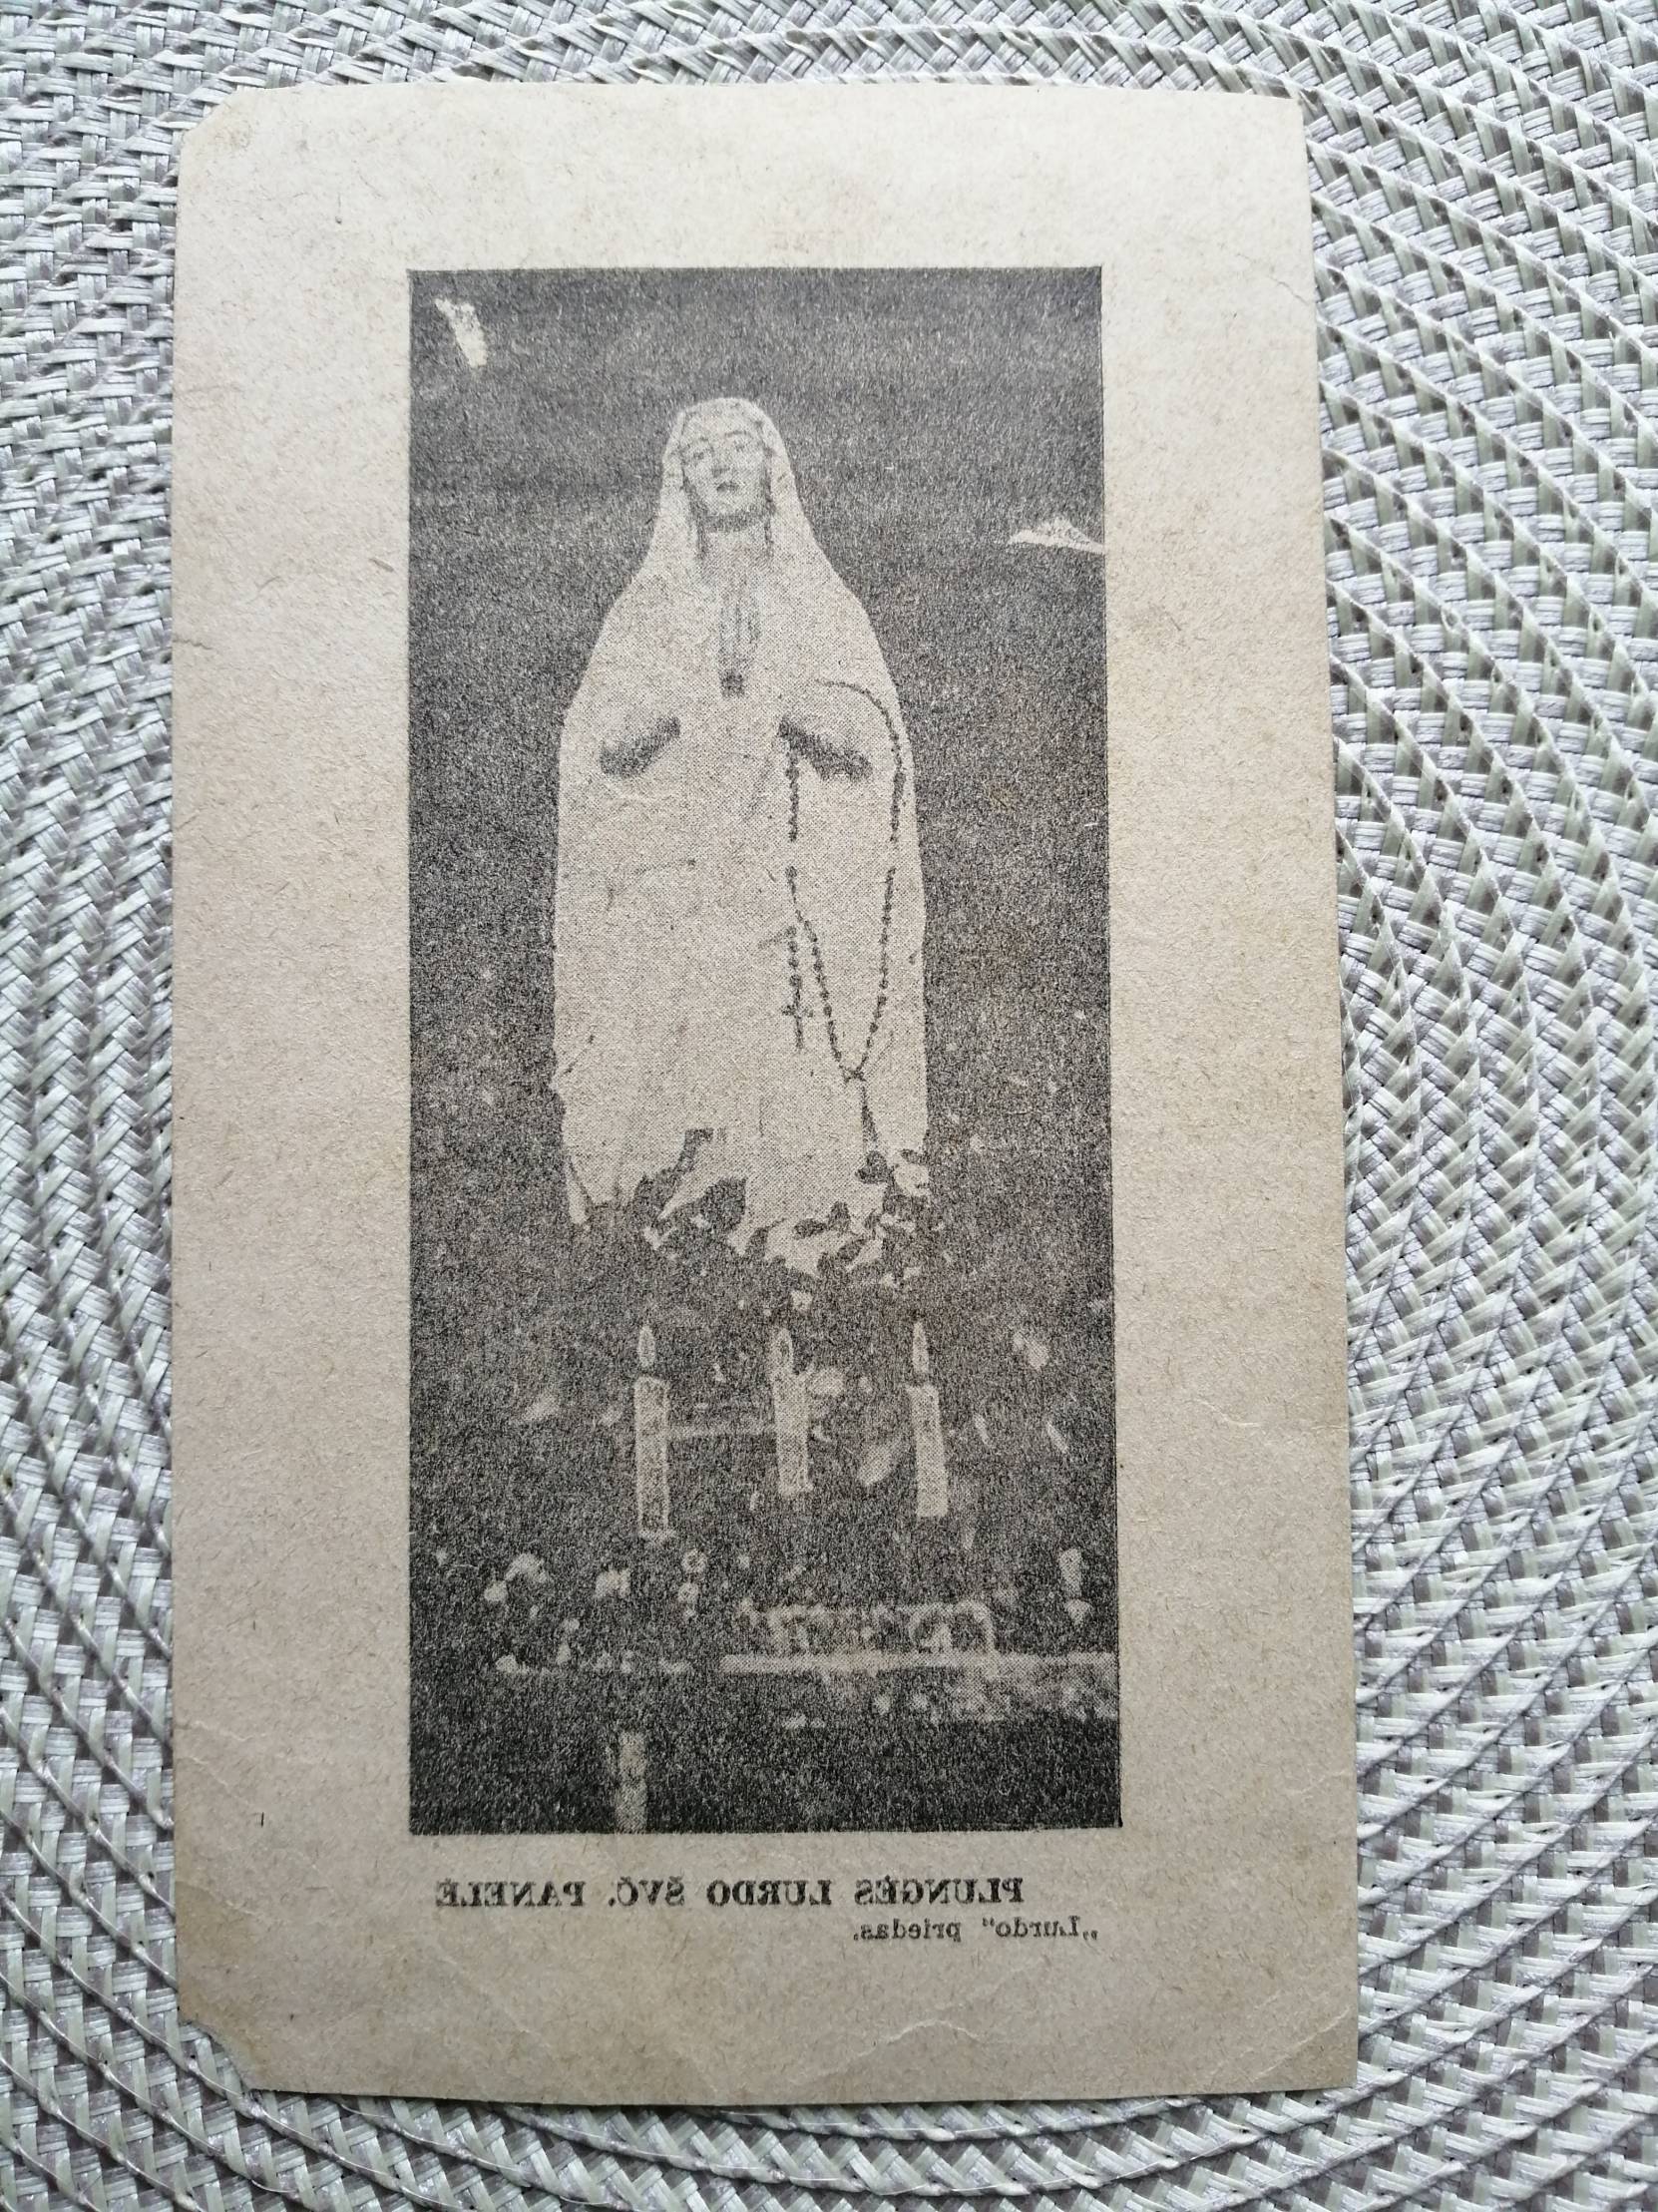 PLUNGĖS LURDO ŠVČ. PANELĖ
„Lurdo“ priedas.